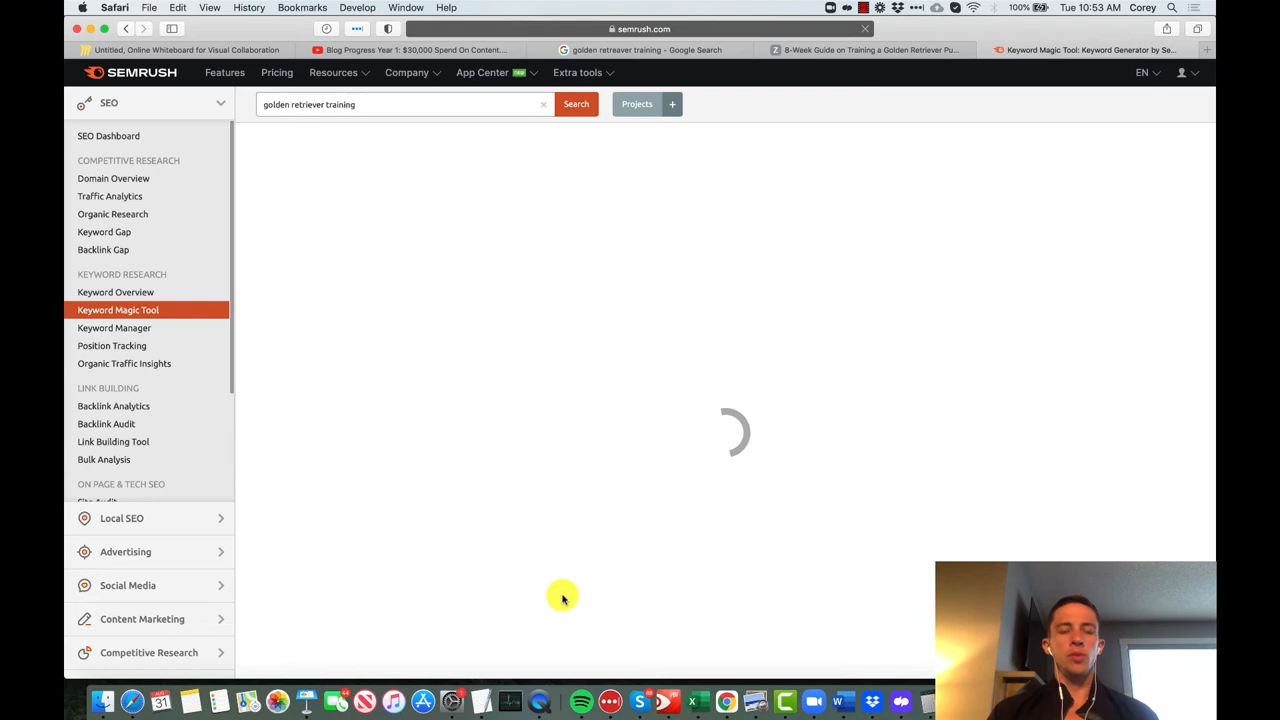 Safari File Edit View History Bookmarks Develop Window Help 100% Tue 10:53 AM Corey
semrush.com
Untitled, Online Whiteboard for Visual Collaboration
Blog Progress Year 1: $30,000 Spend On Content....
golden retreaver training - Google Search
8-Week Guide on Training a Golden Retriever Pu...
Keyword Magic Tool: Keyword Generator by Se...
SEMRUSH Features Pricing Resources Company App Center NEW Extra tools EN
SEO
golden retriever training Search Projects +
SEO Dashboard
COMPETITIVE RESEARCH
Domain Overview
Traffic Analytics
Organic Research
Keyword Gap
Backlink Gap
KEYWORD RESEARCH
Keyword Overview
Keyword Magic Tool
Keyword Manager
Position Tracking
Organic Traffic Insights
LINK BUILDING
Backlink Analytics
Backlink Audit
Link Building Tool
Bulk Analysis
ON PAGE & TECH SEO
Local SEO
Advertising
Social Media
Content Marketing
Competitive Research
31